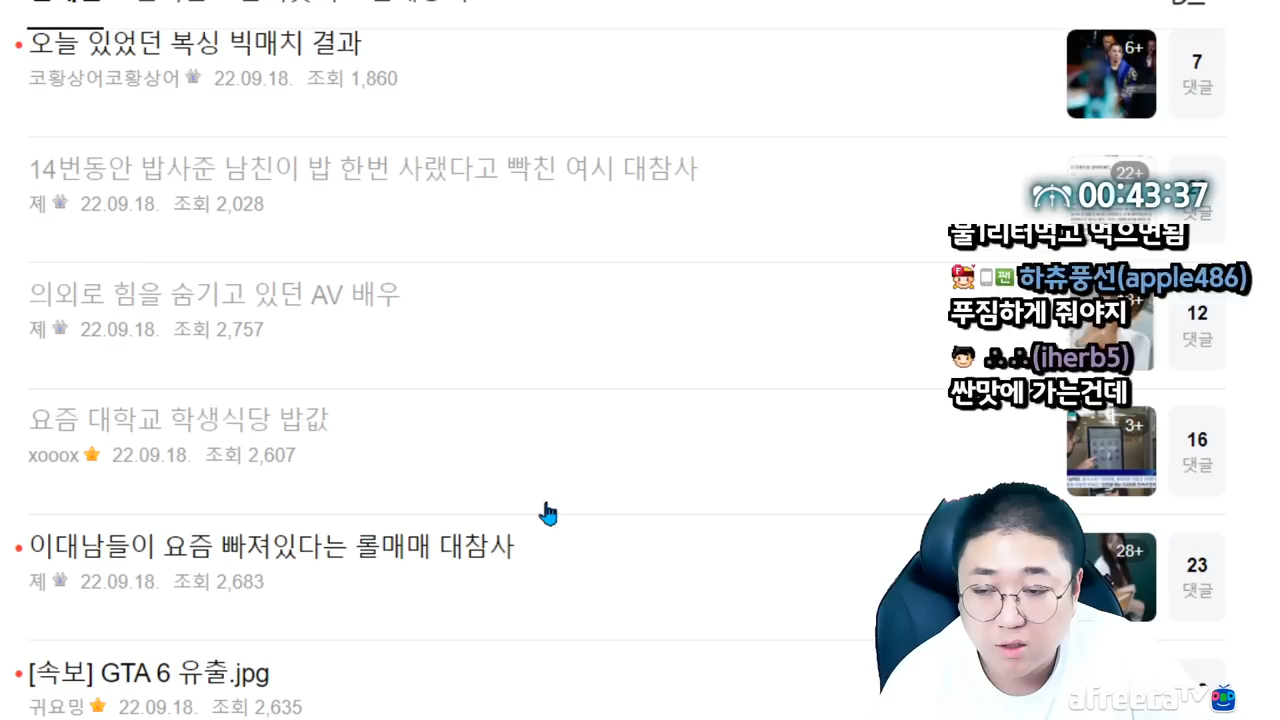 오늘 있었던 복싱 빅매치 결과
코황상어코황상어 22.09.18. 조회 1,860
6+
7
댓글
14번동안 밥사준 남친이 밥 한번 사랬다고 빡친 여시 대참사
졔 22.09.18. 조회 2,028
22+
댓글
00:43:37
물1리터먹고 먹으면됨
하츄풍선(apple486)
푸짐하게 줘야지
ஃ(iherb5)
싼맛에 가는건데
의외로 힘을 숨기고 있던 AV 배우
졔 22.09.18. 조회 2,757
12
댓글
요즘 대학교 학생식당 밥값
xooox 22.09.18. 조회 2,607
3+
16
댓글
이대남들이 요즘 빠져있다는 롤매매 대참사
졔 22.09.18. 조회 2,683
28+
23
댓글
[속보] GTA 6 유출.jpg
귀요밍 22.09.18. 조회 2,635
afreecaTV